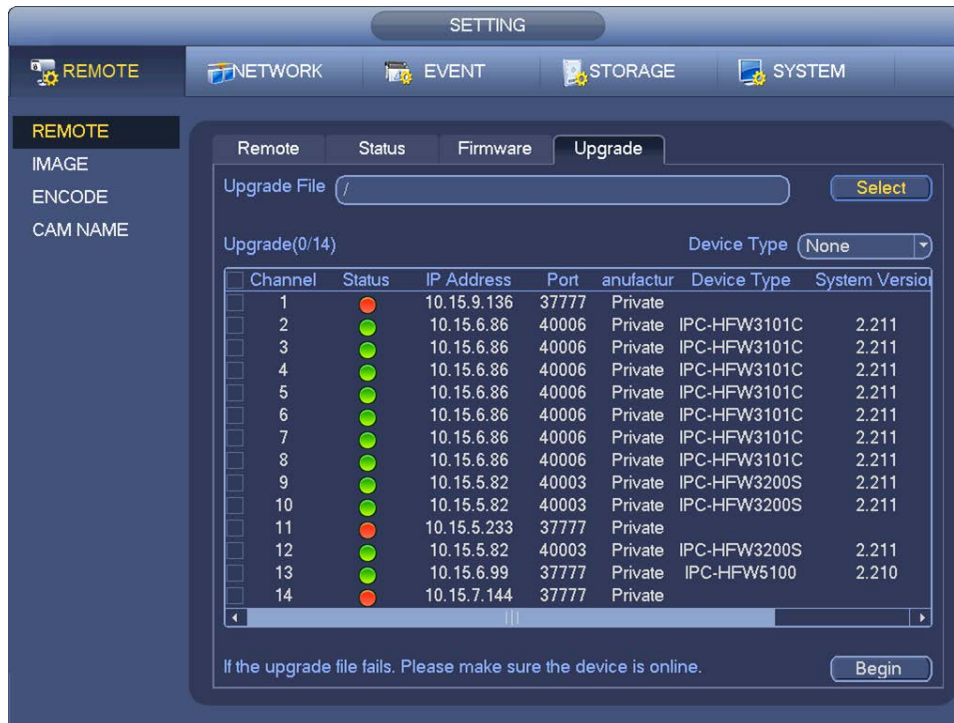 SETTING
REMOTE NETWORK EVENT STORAGE SYSTEM
REMOTE
IMAGE
ENCODE
CAM NAME
Remote Status Firmware Upgrade
Upgrade File / Select
Upgrade(0/14) Device Type None
Channel Status IP Address Port anufactur Device Type System Version
1 10.15.9.136 37777 Private
2 10.15.6.86 40006 Private IPC-HFW3101C 2.211
3 10.15.6.86 40006 Private IPC-HFW3101C 2.211
4 10.15.6.86 40006 Private IPC-HFW3101C 2.211
5 10.15.6.86 40006 Private IPC-HFW3101C 2.211
6 10.15.6.86 40006 Private IPC-HFW3101C 2.211
7 10.15.6.86 40006 Private IPC-HFW3101C 2.211
8 10.15.6.86 40006 Private IPC-HFW3101C 2.211
9 10.15.5.82 40003 Private IPC-HFW3200S 2.211
10 10.15.5.82 40003 Private IPC-HFW3200S 2.211
11 10.15.5.233 37777 Private
12 10.15.5.82 40003 Private IPC-HFW3200S 2.211
13 10.15.6.99 37777 Private IPC-HFW5100 2.210
14 10.15.7.144 37777 Private
If the upgrade file fails. Please make sure the device is online. Begin